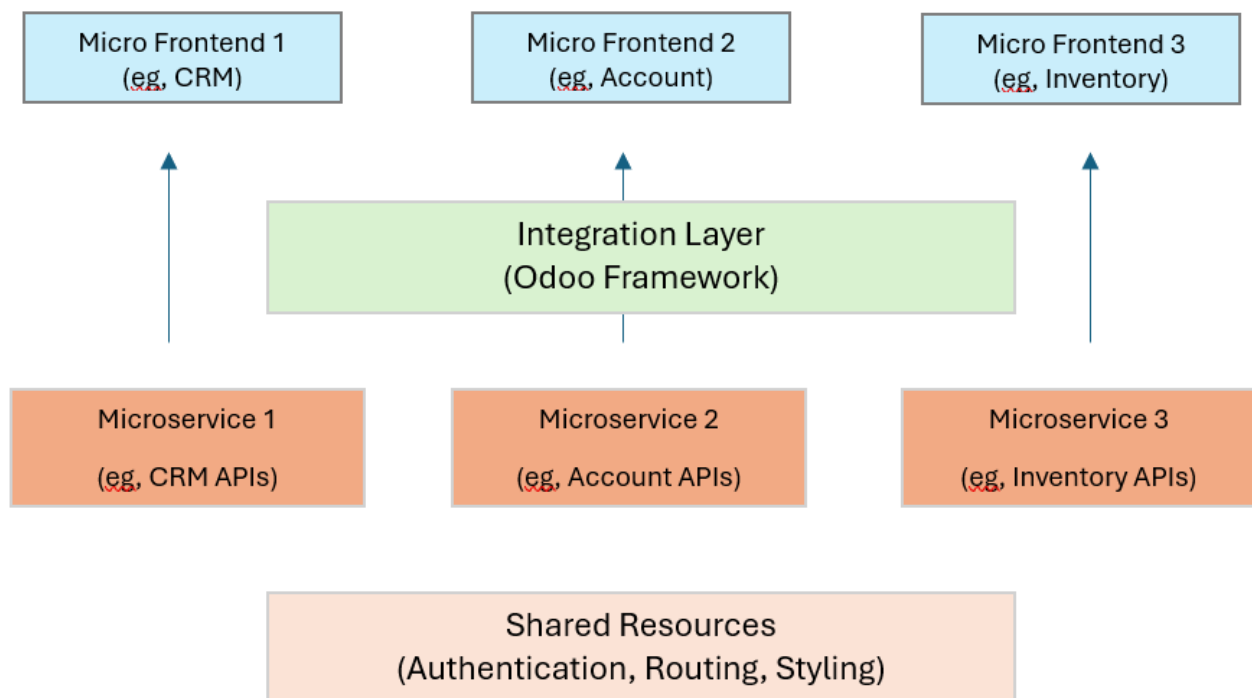 Micro Frontend 1
(eg, CRM)
Micro Frontend 2
(eg, Account)
Micro Frontend 3
(eg, Inventory)
Integration Layer
(Odoo Framework)
Microservice 1
(eg, CRM APIs)
Microservice 2
(eg, Account APIs)
Microservice 3
(eg, Inventory APIs)
Shared Resources
(Authentication, Routing, Styling)